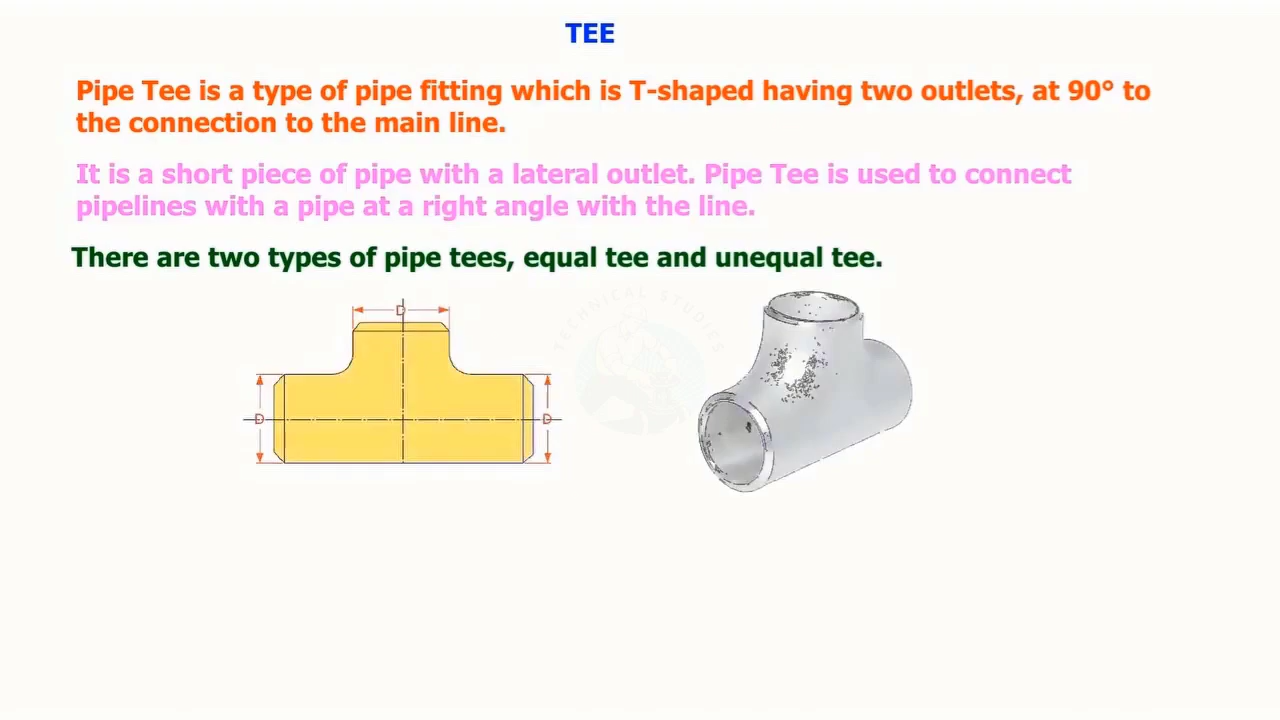 TEE
Pipe Tee is a type of pipe fitting which is T-shaped having two outlets, at 90° to
the connection to the main line.
It is a short piece of pipe with a lateral outlet. Pipe Tee is used to connect
pipelines with a pipe at a right angle with the line.
There are two types of pipe tees, equal tee and unequal tee.
TECHNICAL STUDIES
D
D
D